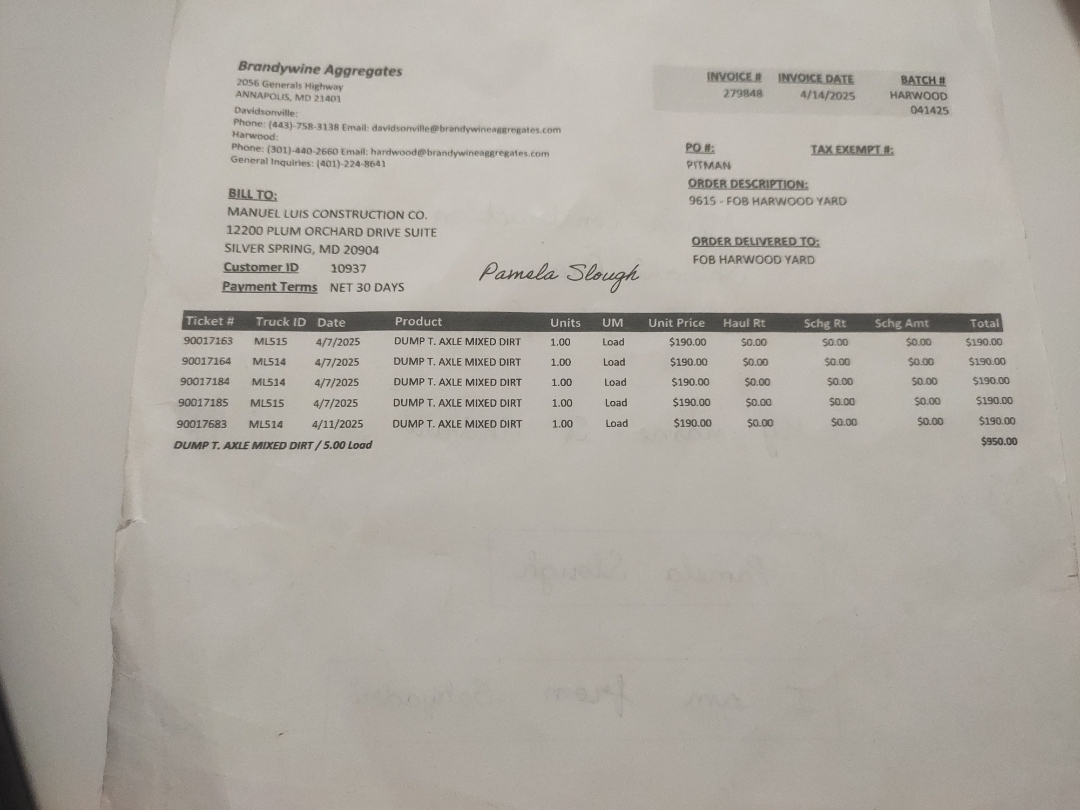 Brandywine Aggregates
2056 Generals Highway
ANNAPOLIS, MD 21401
Davidsonville:
Phone: (443)-758-3138 Email: davidsonville@brandywineaggregates.com
Harwood:
Phone: (301)-440-2660 Email: hardwood@brandywineaggregates.com
General Inquiries: (401)-224-8641
INVOICE # INVOICE DATE BATCH #
279848 4/14/2025 HARWOOD
041425
PO #: TAX EXEMPT #:
PITMAN
ORDER DESCRIPTION:
9615 - FOB HARWOOD YARD
ORDER DELIVERED TO:
FOB HARWOOD YARD
BILL TO:
MANUEL LUIS CONSTRUCTION CO.
12200 PLUM ORCHARD DRIVE SUITE
SILVER SPRING, MD 20904
Customer ID 10937
Payment Terms NET 30 DAYS
Pamela Slough
Ticket # Truck ID Date Product Units UM Unit Price Haul Rt Schg Rt Schg Amt Total
90017163 ML515 4/7/2025 DUMP T. AXLE MIXED DIRT 1.00 Load $190.00 $0.00 $0.00 $0.00 $190.00
90017164 ML514 4/7/2025 DUMP T. AXLE MIXED DIRT 1.00 Load $190.00 $0.00 $0.00 $0.00 $190.00
90017184 ML514 4/7/2025 DUMP T. AXLE MIXED DIRT 1.00 Load $190.00 $0.00 $0.00 $0.00 $190.00
90017185 ML515 4/7/2025 DUMP T. AXLE MIXED DIRT 1.00 Load $190.00 $0.00 $0.00 $0.00 $190.00
90017683 ML514 4/11/2025 DUMP T. AXLE MIXED DIRT 1.00 Load $190.00 $0.00 $0.00 $0.00 $190.00
DUMP T. AXLE MIXED DIRT / 5.00 Load $950.00
Pamela Slough
I am from